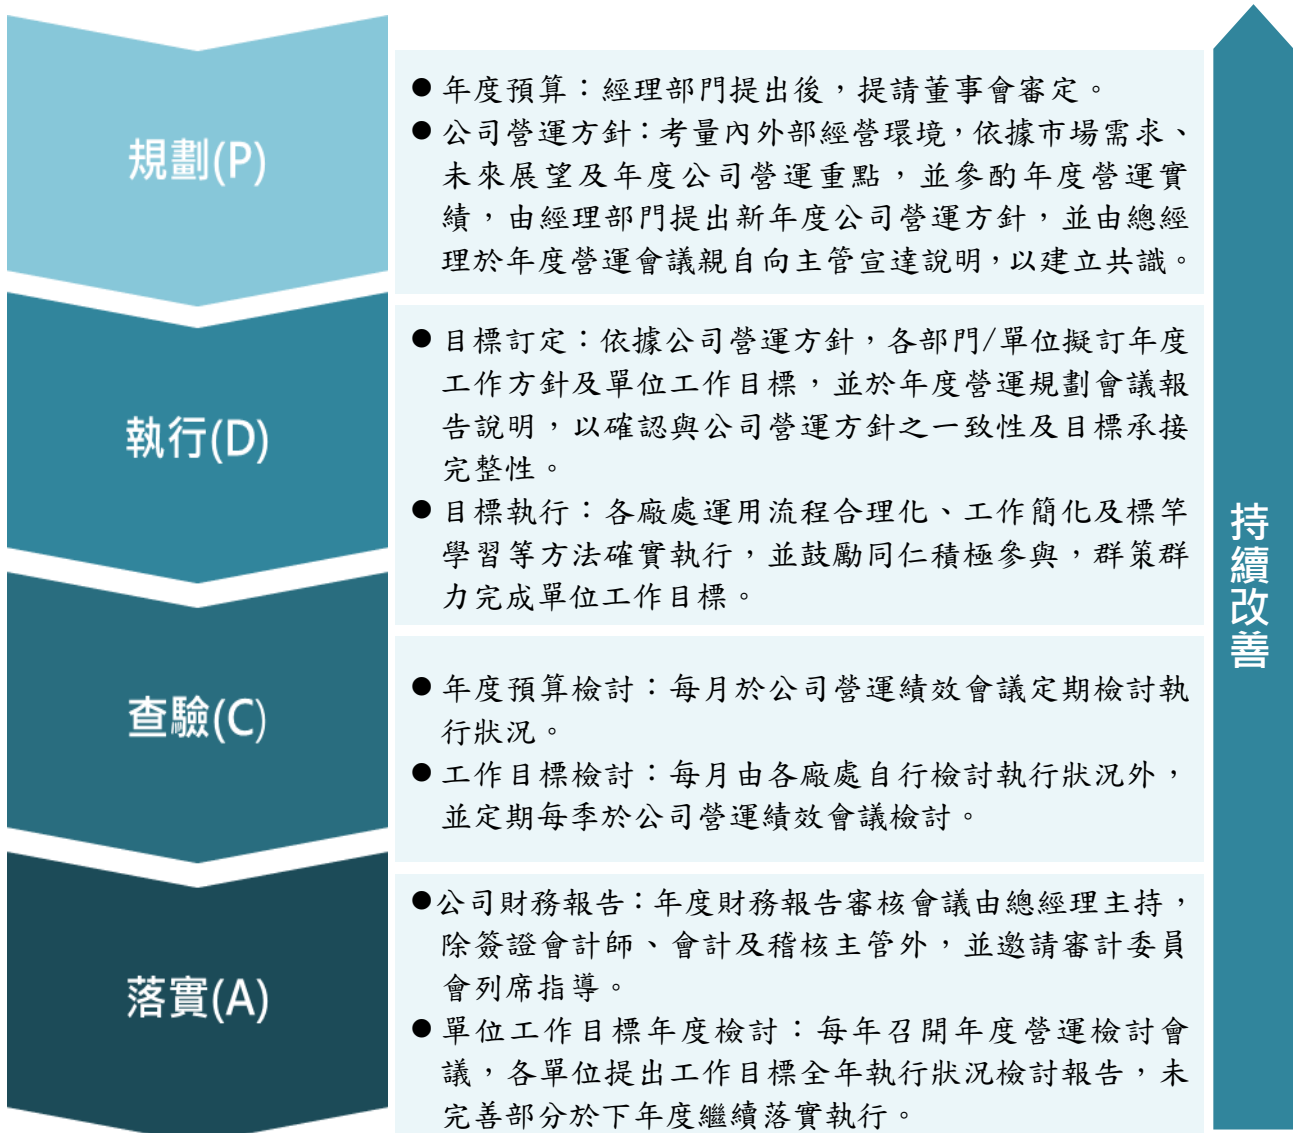 規劃(P)
●年度預算：經理部門提出後，提請董事會審定。
●公司營運方針：考量內外部經營環境，依據市場需求、
未來展望及年度公司營運重點，並參酌年度營運實
績，由經理部門提出新年度公司營運方針，並由總經
理於年度營運會議親自向主管宣達說明，以建立共識。
執行(D)
●目標訂定：依據公司營運方針，各部門/單位擬訂年度
工作方針及單位工作目標，並於年度營運規劃會議報
告說明，以確認與公司營運方針之一致性及目標承接
完整性。
●目標執行：各廠處運用流程合理化、工作簡化及標竿
學習等方法確實執行，並鼓勵同仁積極參與，群策群
力完成單位工作目標。
查驗(C)
●年度預算檢討：每月於公司營運績效會議定期檢討執
行狀況。
●工作目標檢討：每月由各廠處自行檢討執行狀況外，
並定期每季於公司營運績效會議檢討。
落實(A)
●公司財務報告：年度財務報告審核會議由總經理主持，
除簽證會計師、會計及稽核主管外，並邀請審計委員
會列席指導。
●單位工作目標年度檢討：每年召開年度營運檢討會
議，各單位提出工作目標全年執行狀況檢討報告，未
完善部分於下年度繼續落實執行。
持續改善